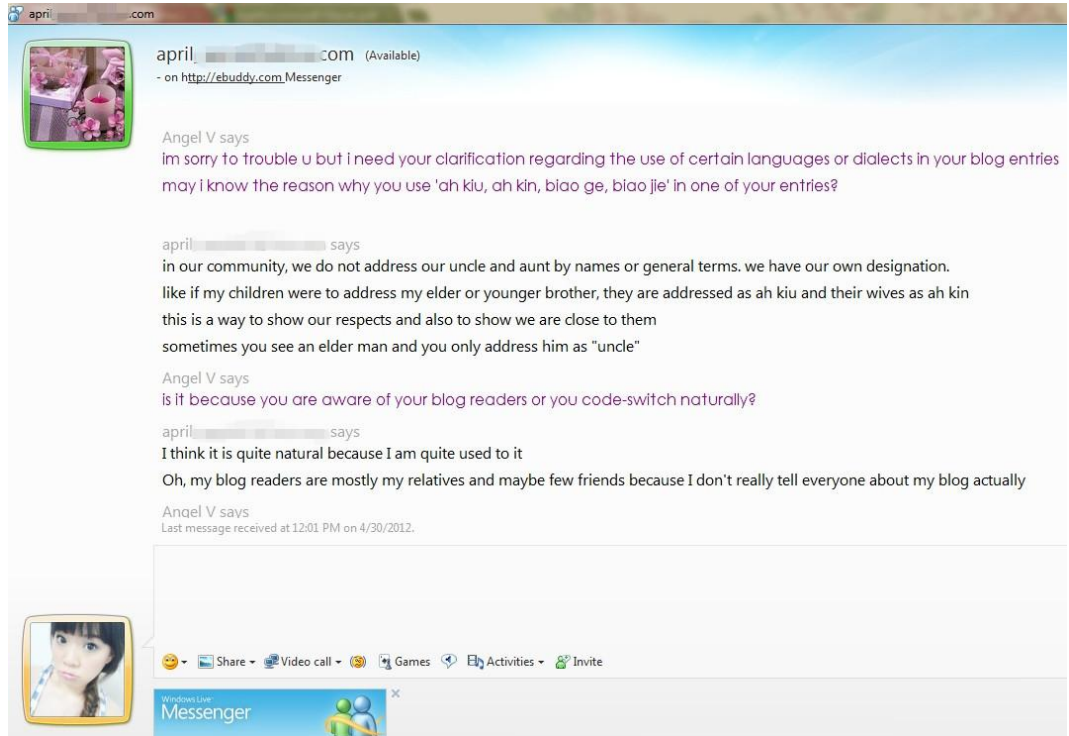 april .com
april .com (Available)
- on http://ebuddy.com Messenger
Angel V says
im sorry to trouble u but i need your clarification regarding the use of certain languages or dialects in your blog entries
may i know the reason why you use 'ah kiu, ah kin, biao ge, biao jie' in one of your entries?
april says
in our community, we do not address our uncle and aunt by names or general terms. we have our own designation.
like if my children were to address my elder or younger brother, they are addressed as ah kiu and their wives as ah kin
this is a way to show our respects and also to show we are close to them
sometimes you see an elder man and you only address him as "uncle"
Angel V says
is it because you are aware of your blog readers or you code-switch naturally?
april says
I think it is quite natural because I am quite used to it
Oh, my blog readers are mostly my relatives and maybe few friends because I don't really tell everyone about my blog actually
Angel V says
Last message received at 12:01 PM on 4/30/2012.
Share Video call Games Activities Invite
Windows Live
Messenger